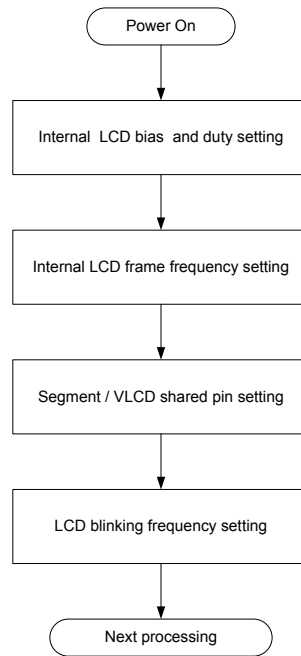 Power On
Internal LCD bias and duty setting
Internal LCD frame frequency setting
Segment / VLCD shared pin setting
LCD blinking frequency setting
Next processing